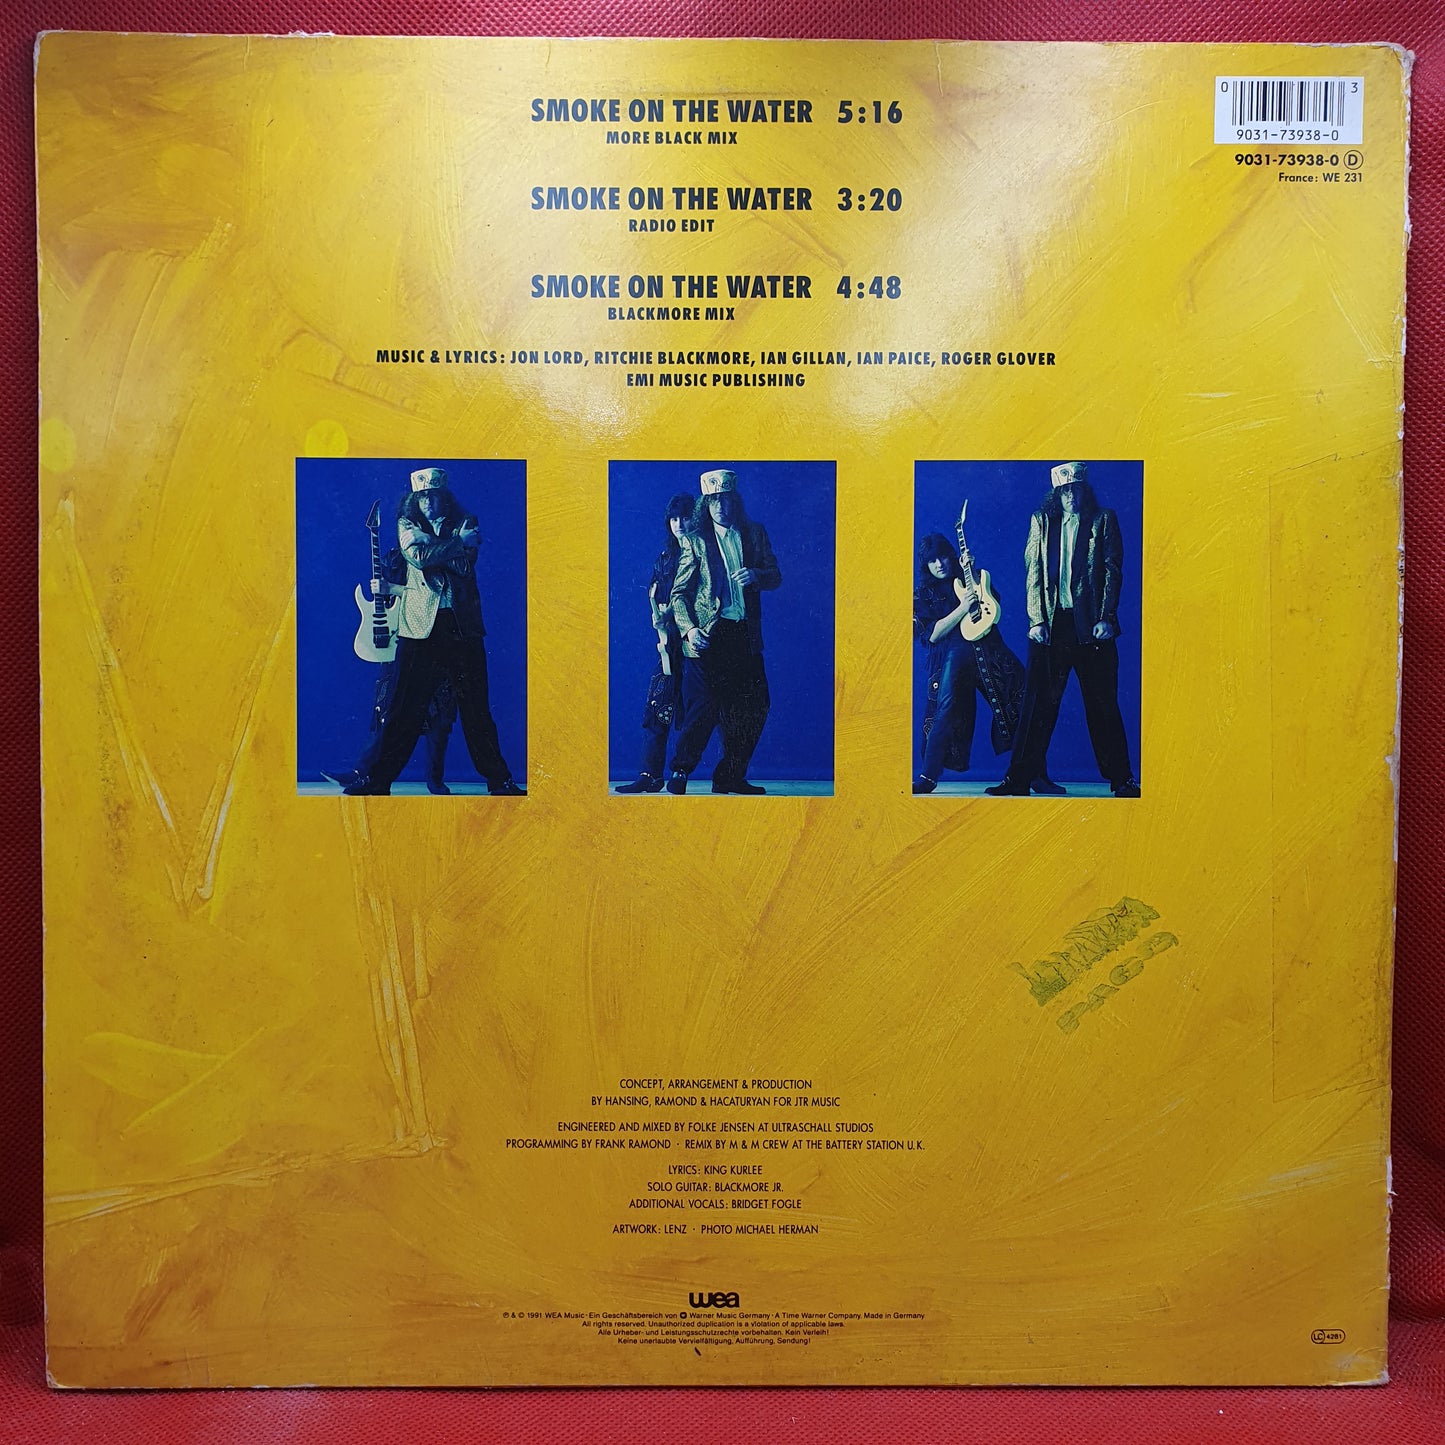 SMOKE ON THE WATER 5:16
MORE BLACK MIX
SMOKE ON THE WATER 3:20
RADIO EDIT
SMOKE ON THE WATER 4:48
BLACKMORE MIX
MUSIC & LYRICS: JON LORD, RITCHIE BLACKMORE, IAN GILLAN, IAN PAICE, ROGER GLOVER
EMI MUSIC PUBLISHING
0 3
9031-73938-0
9031-73938-0 Ⓓ
France: WE 231
CONCEPT, ARRANGEMENT & PRODUCTION
BY HANSING, RAMOND & HACATURYAN FOR JTR MUSIC
ENGINEERED AND MIXED BY FOLKE JENSEN AT ULTRASCHALL STUDIOS
PROGRAMMING BY FRANK RAMOND · REMIX BY M & M CREW AT THE BATTERY STATION U.K.
LYRICS: KING KURLEE
SOLO GUITAR: BLACKMORE JR.
ADDITIONAL VOCALS: BRIDGET FOGLE
ARTWORK: LENZ · PHOTO MICHAEL HERMAN
wea
℗ & © 1991 WEA Music · Ein Geschäftsbereich von Warner Music Germany · A Time Warner Company. Made in Germany.
All rights reserved. Unauthorized duplication is a violation of applicable laws.
Alle Urheber- und Leistungsschutzrechte vorbehalten. Kein Verleih!
Keine unerlaubte Vervielfältigung, Aufführung, Sendung!
LC 4281